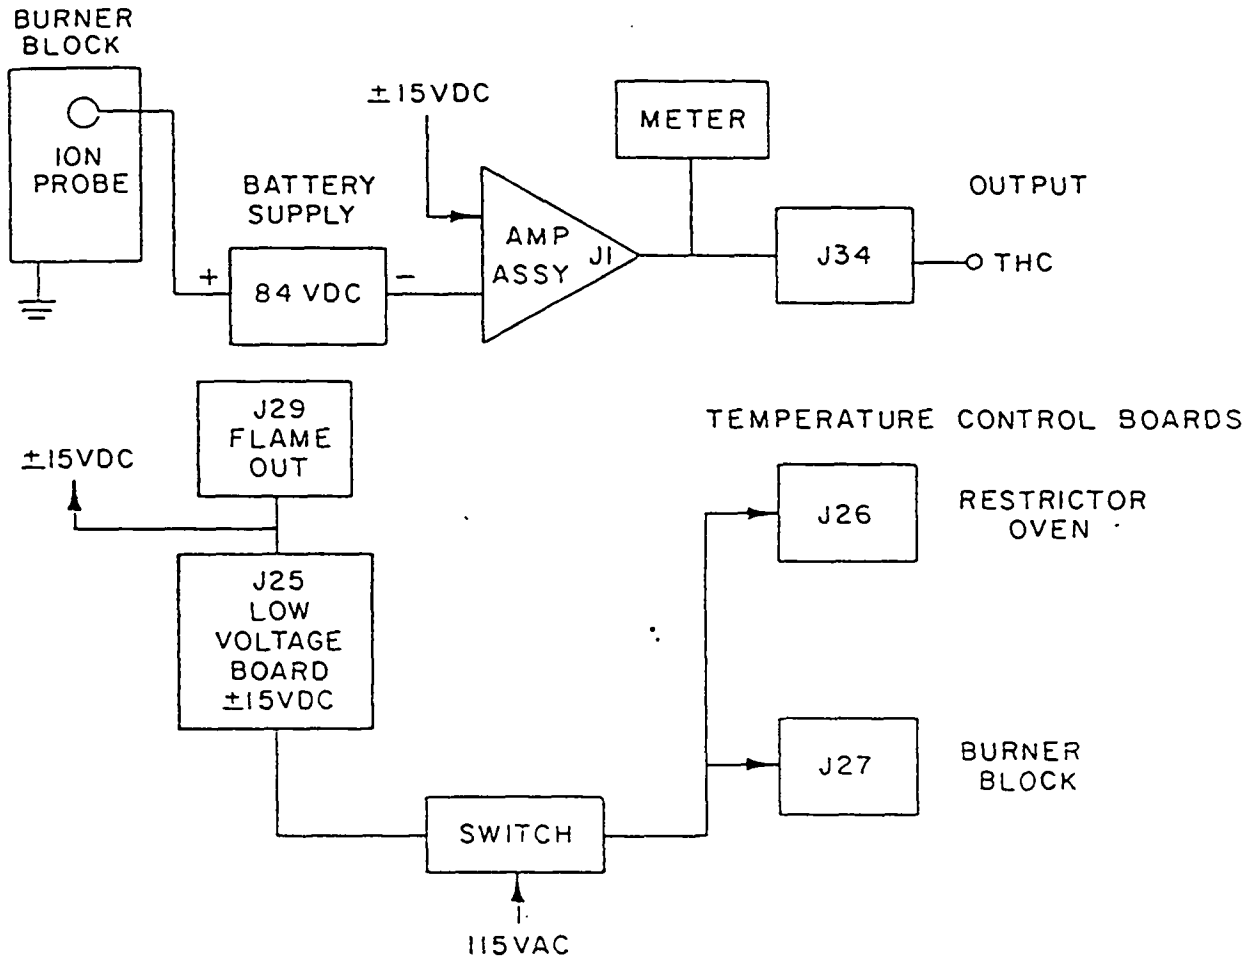 BURNER
BLOCK
ION
PROBE
±15VDC
METER
BATTERY
SUPPLY
+
84 VDC
−
AMP
ASSY
J1
J34
OUTPUT
THC
J29
FLAME
OUT
±15VDC
J25
LOW
VOLTAGE
BOARD
±15VDC
TEMPERATURE CONTROL BOARDS
J26
RESTRICTOR
OVEN
J27
BURNER
BLOCK
SWITCH
115VAC